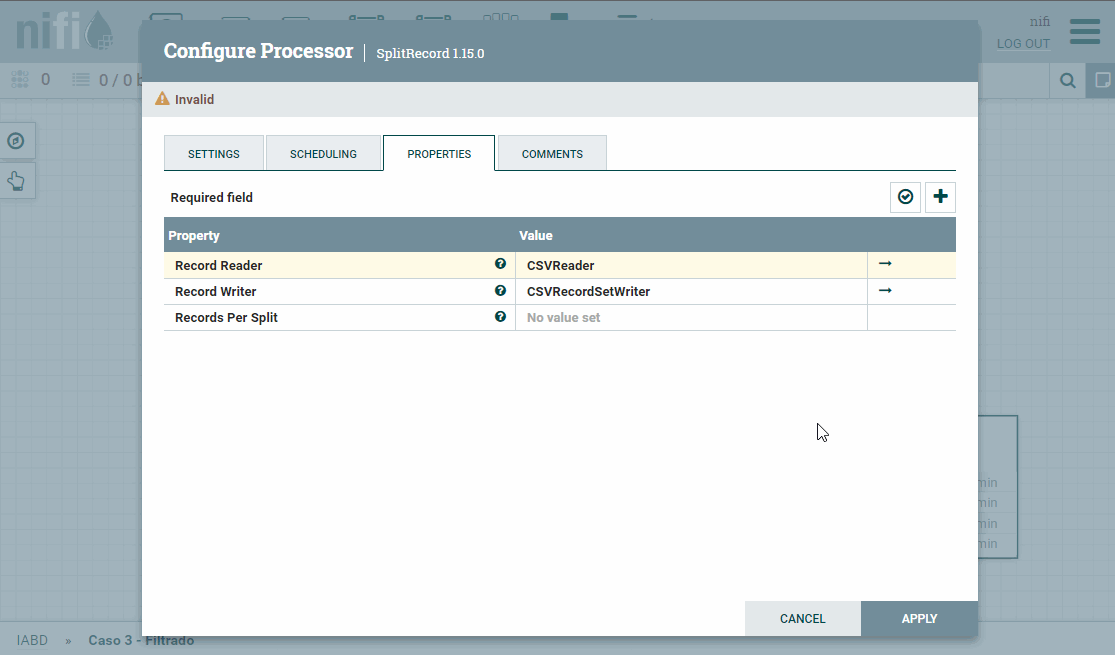 nifi
nifi
LOG OUT
Configure Processor | SplitRecord 1.15.0
0
0 / 0 b
Invalid
SETTINGS
SCHEDULING
PROPERTIES
COMMENTS
Required field
Property
Value
Record Reader
CSVReader
Record Writer
CSVRecordSetWriter
Records Per Split
No value set
min
min
min
min
CANCEL
APPLY
IABD » Caso 3 - Filtrado